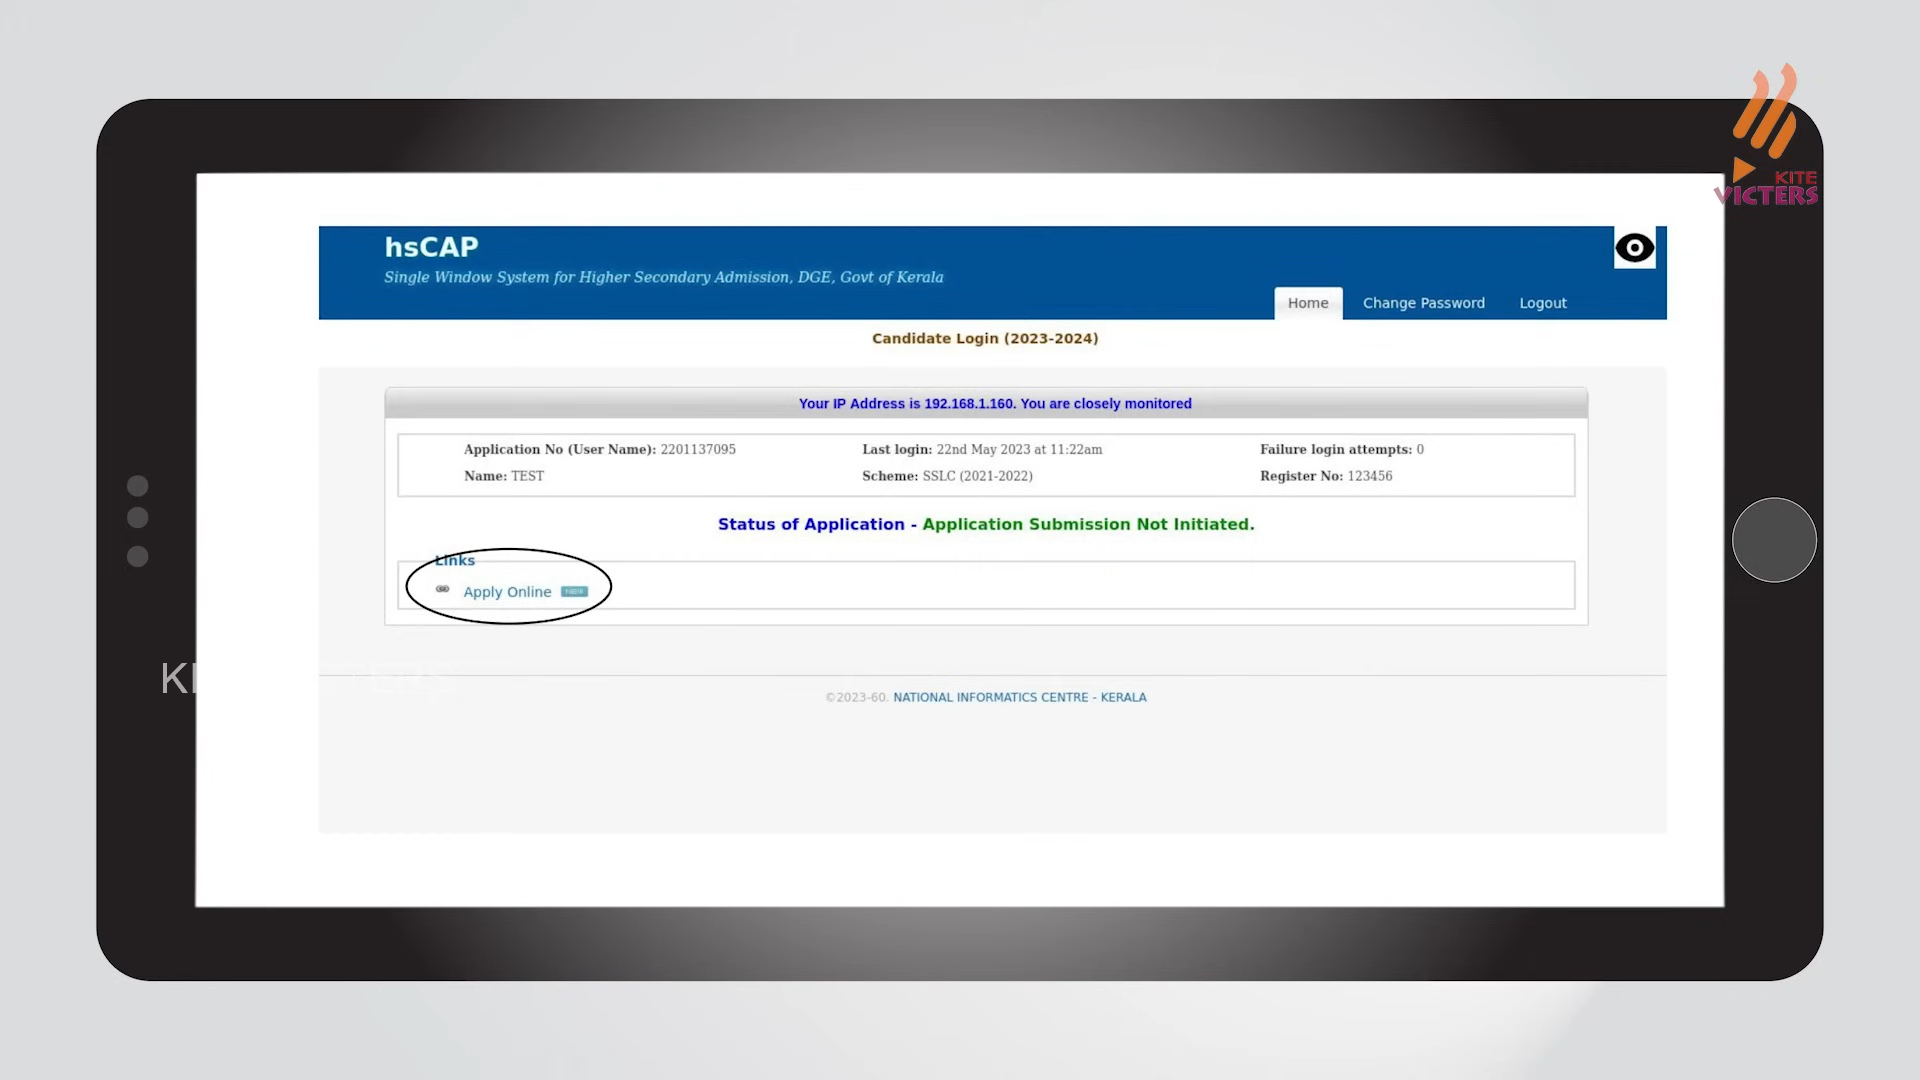 KITE
VICTERS
hsCAP
Single Window System for Higher Secondary Admission, DGE, Govt of Kerala
Home Change Password Logout
Candidate Login (2023-2024)
Your IP Address is 192.168.1.160. You are closely monitored
Application No (User Name): 2201137095 Last login: 22nd May 2023 at 11:22am Failure login attempts: 0
Name: TEST Scheme: SSLC (2021-2022) Register No: 123456
Status of Application - Application Submission Not Initiated.
Links
Apply Online
©2023-60. NATIONAL INFORMATICS CENTRE - KERALA